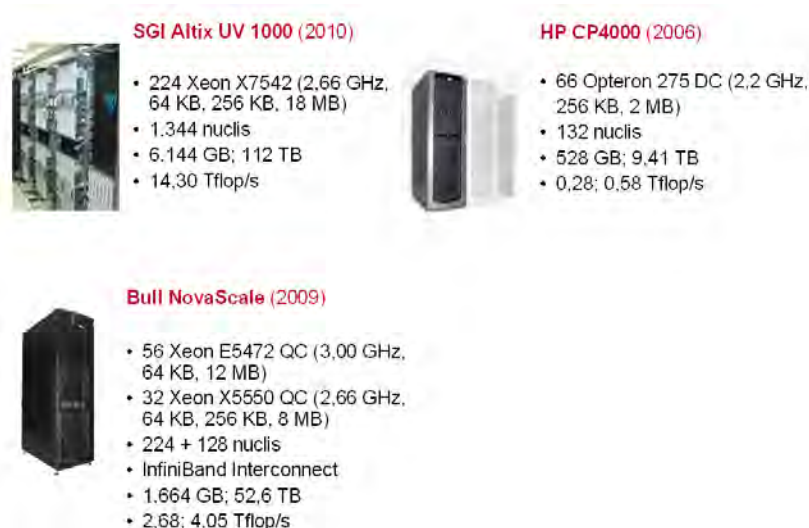 SGI Altix UV 1000 (2010)
• 224 Xeon X7542 (2,66 GHz,
64 KB, 256 KB, 18 MB)
• 1.344 nuclis
• 6.144 GB; 112 TB
• 14,30 Tflop/s
HP CP4000 (2006)
• 66 Opteron 275 DC (2,2 GHz,
256 KB, 2 MB)
• 132 nuclis
• 528 GB; 9,41 TB
• 0,28; 0,58 Tflop/s
Bull NovaScale (2009)
• 56 Xeon E5472 QC (3,00 GHz,
64 KB, 12 MB)
• 32 Xeon X5550 QC (2,66 GHz,
64 KB, 256 KB, 8 MB)
• 224 + 128 nuclis
• InfiniBand Interconnect
• 1.664 GB; 52,6 TB
• 2,68; 4,05 Tflop/s